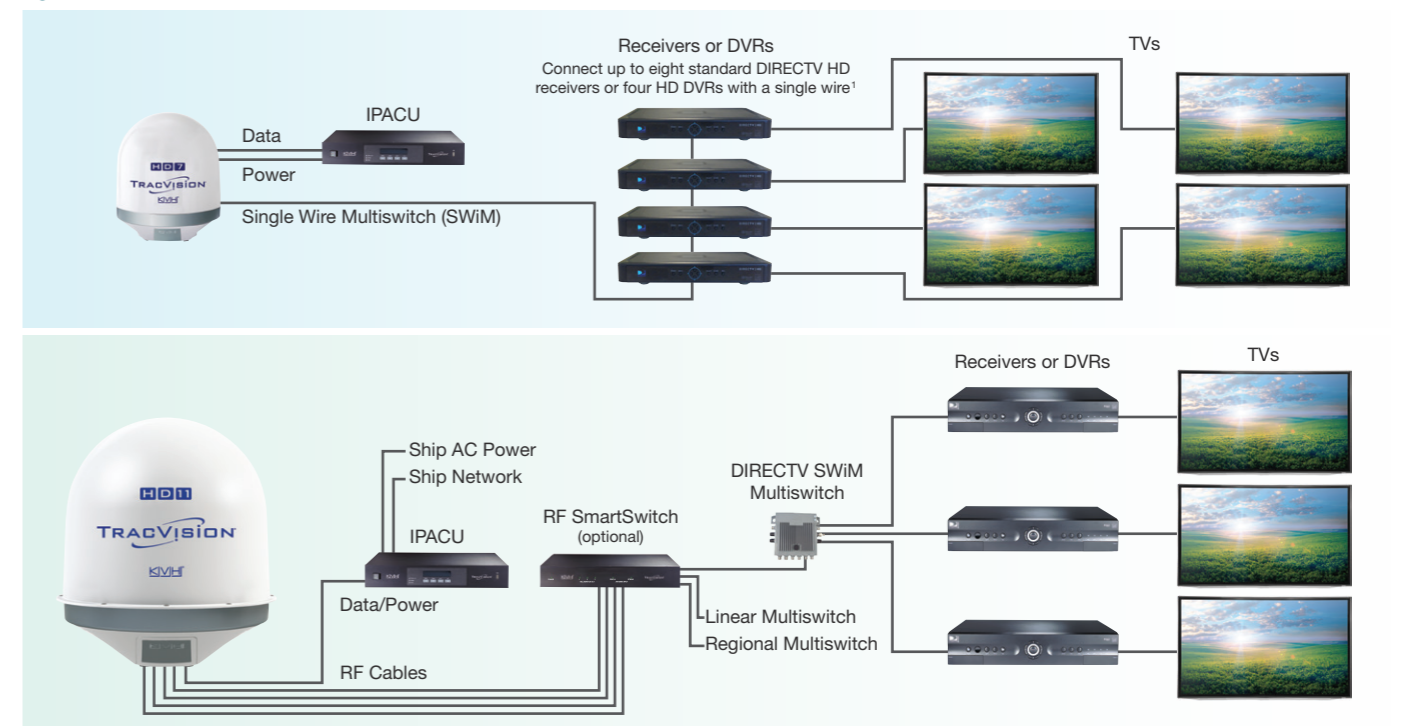 Receivers or DVRs
Connect up to eight standard DIRECTV HD
receivers or four HD DVRs with a single wire¹
TVs
IPACU
Data
Power
Single Wire Multiswitch (SWiM)
HD7
TRACVISION
KVH
Receivers or DVRs
TVs
Ship AC Power
Ship Network
DIRECTV SWiM
Multiswitch
RF SmartSwitch
(optional)
IPACU
HD11
TRACVISION
KVH
Data/Power
Linear Multiswitch
Regional Multiswitch
RF Cables